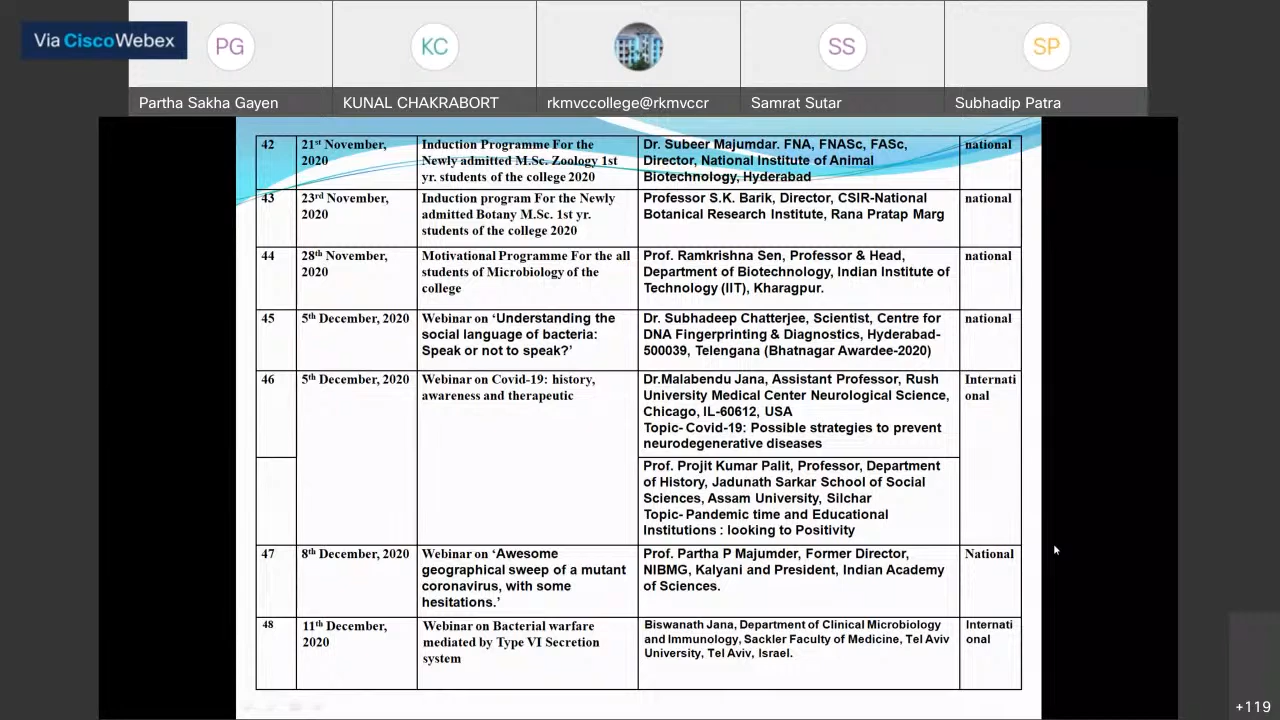 Via CiscoWebex
PG
KC
SS
SP
Partha Sakha Gayen
KUNAL CHAKRABORT
rkmvccollege@rkmvccr
Samrat Sutar
Subhadip Patra
42
21st November,
2020
Induction Programme For the
Newly admitted M.Sc. Zoology 1st
yr. students of the college 2020
Dr. Subeer Majumdar. FNA, FNASc, FASc,
Director, National Institute of Animal
Biotechnology, Hyderabad
national
43
23rd November,
2020
Induction program For the Newly
admitted Botany M.Sc. 1st yr.
students of the college 2020
Professor S.K. Barik, Director, CSIR-National
Botanical Research Institute, Rana Pratap Marg
national
44
28th November,
2020
Motivational Programme For the all
students of Microbiology of the
college
Prof. Ramkrishna Sen, Professor & Head,
Department of Biotechnology, Indian Institute of
Technology (IIT), Kharagpur.
national
45
5th December, 2020
Webinar on ‘Understanding the
social language of bacteria:
Speak or not to speak?’
Dr. Subhadeep Chatterjee, Scientist, Centre for
DNA Fingerprinting & Diagnostics, Hyderabad-
500039, Telengana (Bhatnagar Awardee-2020)
national
46
5th December, 2020
Webinar on Covid-19: history,
awareness and therapeutic
Dr.Malabendu Jana, Assistant Professor, Rush
University Medical Center Neurological Science,
Chicago, IL-60612, USA
Topic- Covid-19: Possible strategies to prevent
neurodegenerative diseases
Internati
onal
Prof. Projit Kumar Palit, Professor, Department
of History, Jadunath Sarkar School of Social
Sciences, Assam University, Silchar
Topic- Pandemic time and Educational
Institutions : looking to Positivity
47
8th December, 2020
Webinar on ‘Awesome
geographical sweep of a mutant
coronavirus, with some
hesitations.’
Prof. Partha P Majumder, Former Director,
NIBMG, Kalyani and President, Indian Academy
of Sciences.
National
48
11th December,
2020
Webinar on Bacterial warfare
mediated by Type VI Secretion
system
Biswanath Jana, Department of Clinical Microbiology
and Immunology, Sackler Faculty of Medicine, Tel Aviv
University, Tel Aviv, Israel.
Internati
onal
+119